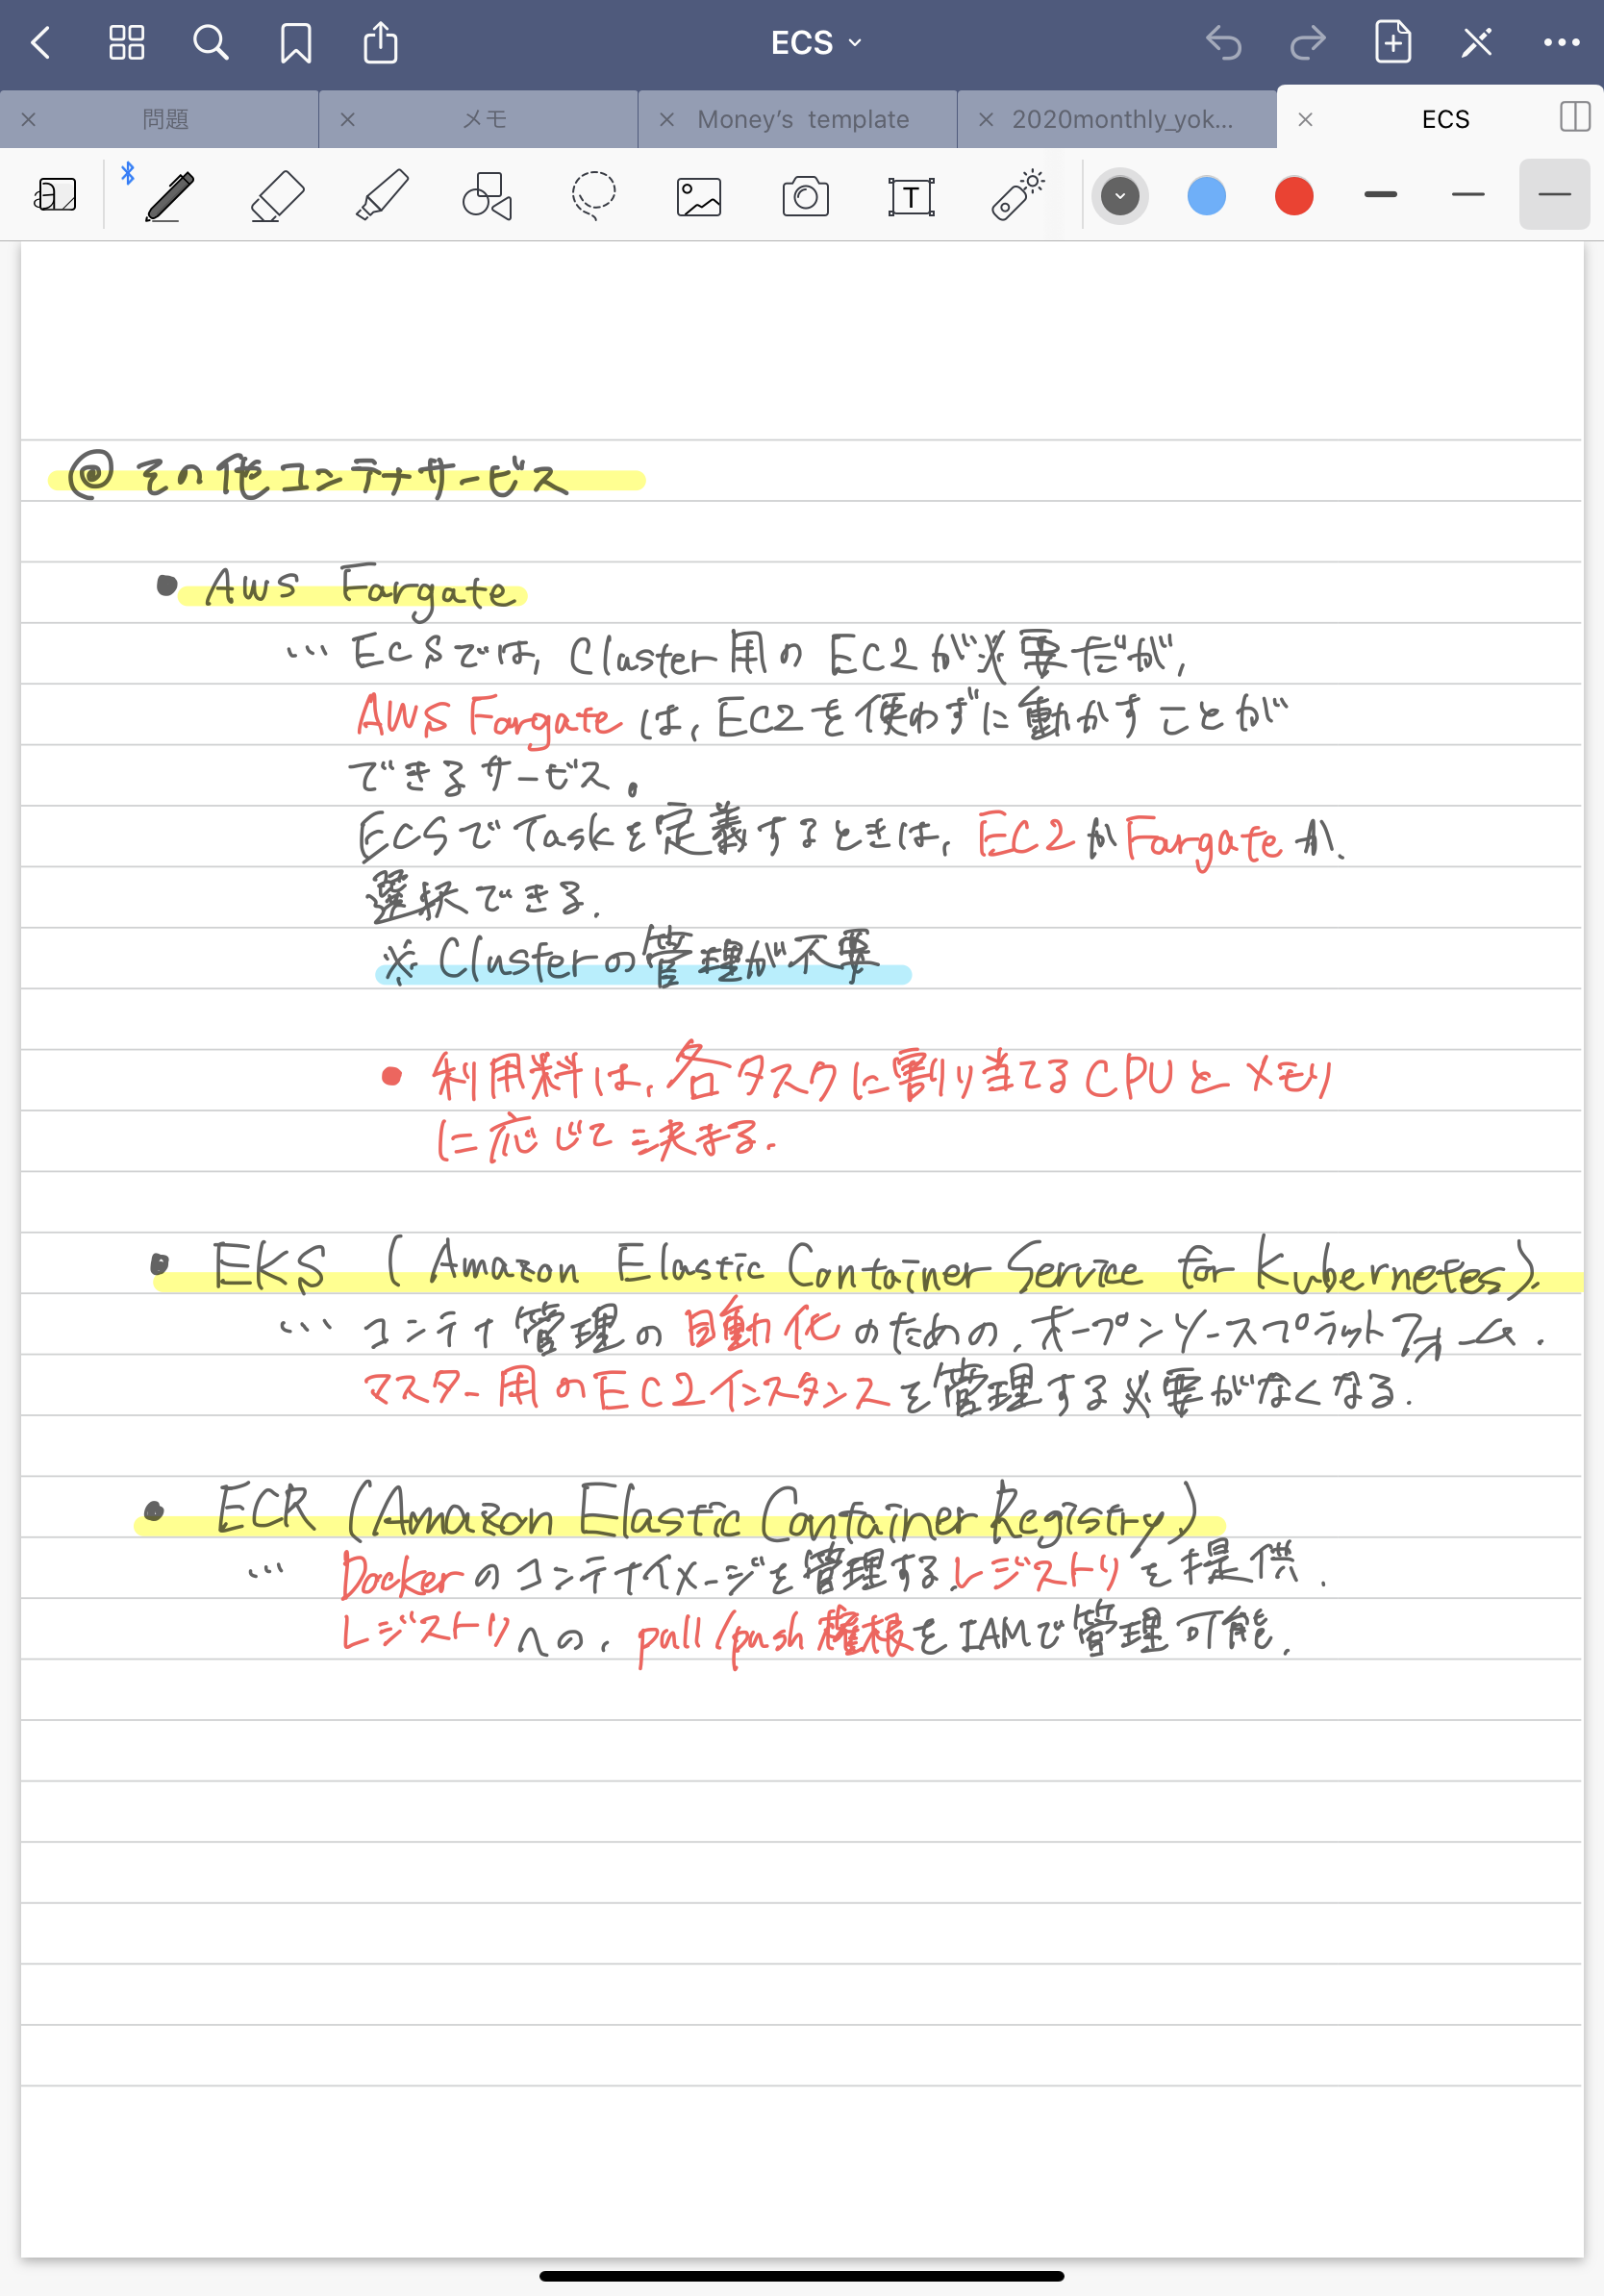 ECS
問題
メモ
Money's template
2020monthly_yok...
ECS
T
@ その他コンテナサービス
• Aws Fargate
… ECSでは, Cluster用の EC2が必要だが,
AWS Fargate は, EC2を使わずに動かすことが
できるサービス。
ECSでTaskを定義するときは, EC2かFargateか.
選択できる.
※ Clusterの管理が不要
• 利用料は, 各タスクに割り当てるCPUとメモリ
に応じて決まる.
• EKS ( Amazon Elastic Container Service for Kubernetes).
… コンテナ管理の自動化のための, オープンソースプラットフォーム.
マスター用のEC2インスタンスを管理する必要がなくなる.
• ECR (Amazon Elastic Container Registry)
… Dockerのコンテナイメージを管理する, レジストリを提供.
レジストリへの, pull/push権限をIAMで管理可能.